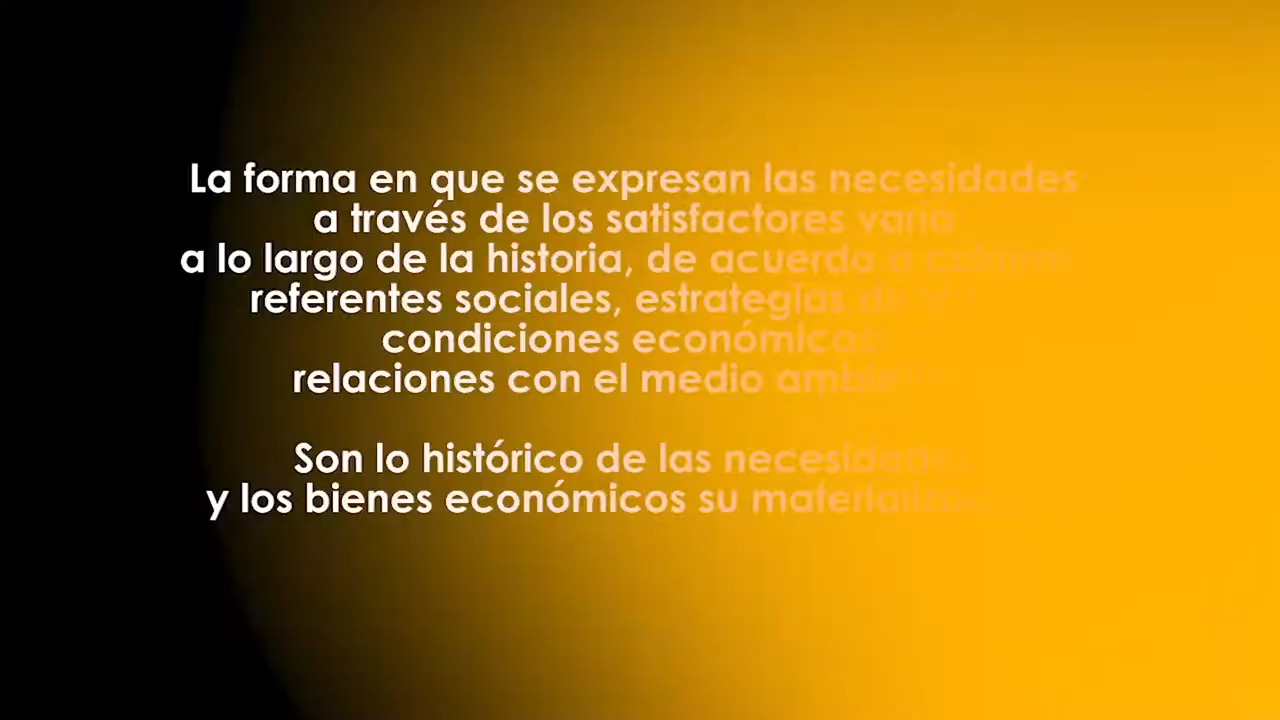 La forma en que se expresan las necesidades
a través de los satisfactores varía
a lo largo de la historia, de acuerdo a
referentes sociales, estrategias de
condiciones económicas
relaciones con el medio
Son lo histórico de las necesidades
y los bienes económicos su